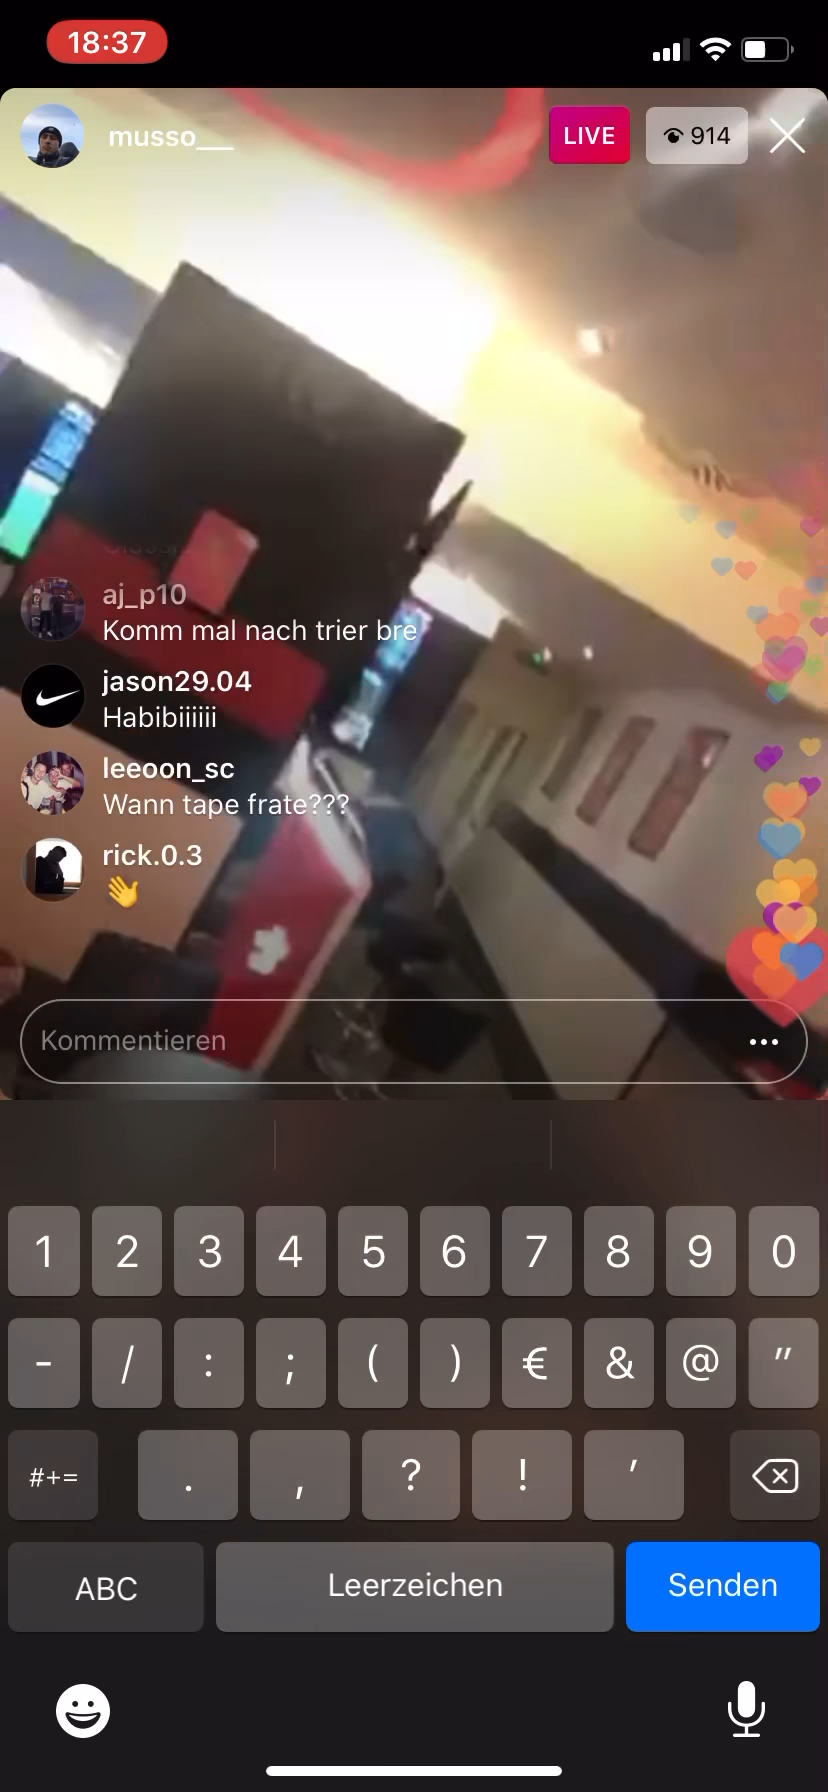 18:37
musso___
LIVE
914
aj_p10
Komm mal nach trier bre
jason29.04
Habibiiiiii
leeoon_sc
Wann tape frate???
rick.0.3
👋
Kommentieren
1 2 3 4 5 6 7 8 9 0
- / : ; ( ) € & @ "
#+= . , ? ! '
ABC Leerzeichen Senden